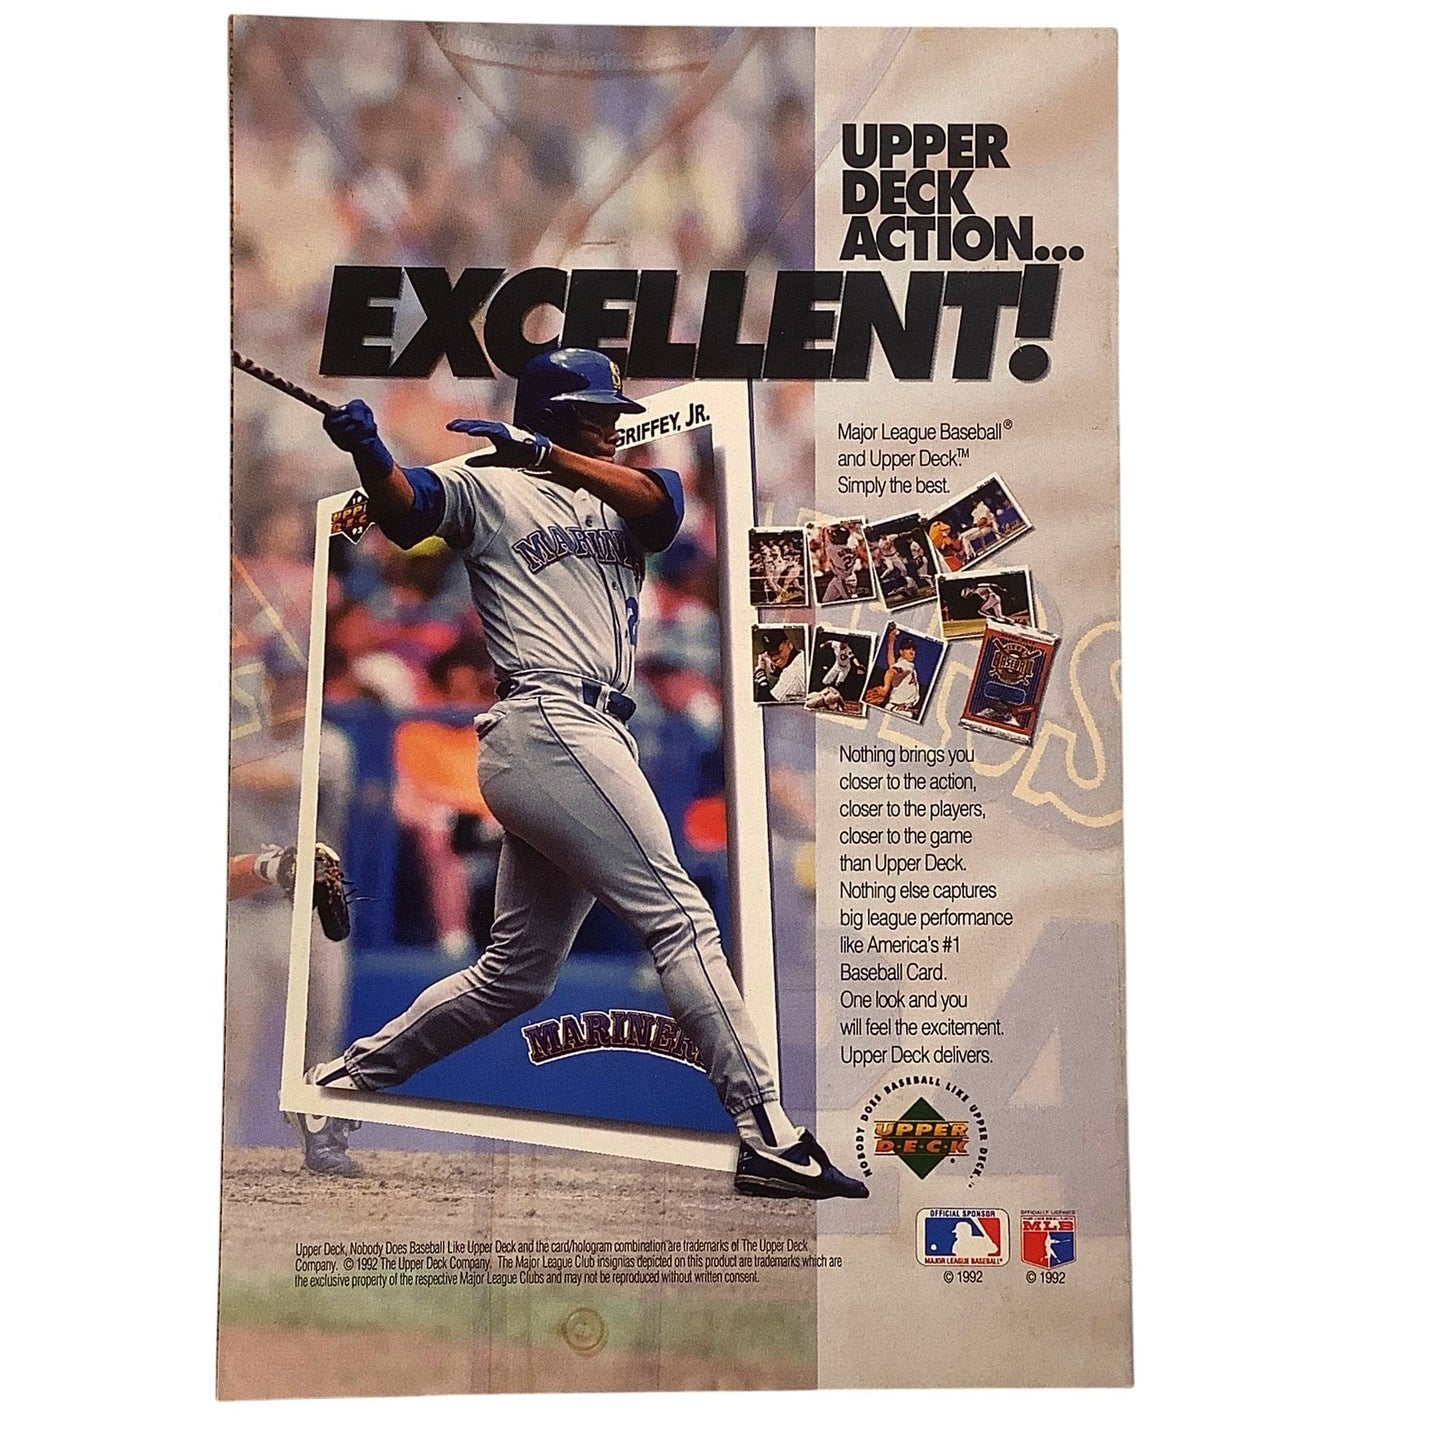 UPPER
DECK
ACTION...
EXCELLENT!
GRIFFEY, JR.
MARIN
2
MARINER
Major League Baseball®
and Upper Deck.™
Simply the best.
Nothing brings you
closer to the action,
closer to the players,
closer to the game
than Upper Deck.
Nothing else captures
big league performance
like America's #1
Baseball Card.
One look and you
will feel the excitement.
Upper Deck delivers.
NOBODY DOES BASEBALL LIKE UPPER DECK.
UPPER
D·E·C·K
OFFICIAL SPONSOR
MAJOR LEAGUE BASEBALL
© 1992
OFFICIALLY LICENSED
MLB
© 1992
Upper Deck, Nobody Does Baseball Like Upper Deck and the card/hologram combination are trademarks of The Upper Deck
Company. © 1992 The Upper Deck Company. The Major League Club insignias depicted on this product are trademarks which are
the exclusive property of the respective Major League Clubs and may not be reproduced without written consent.